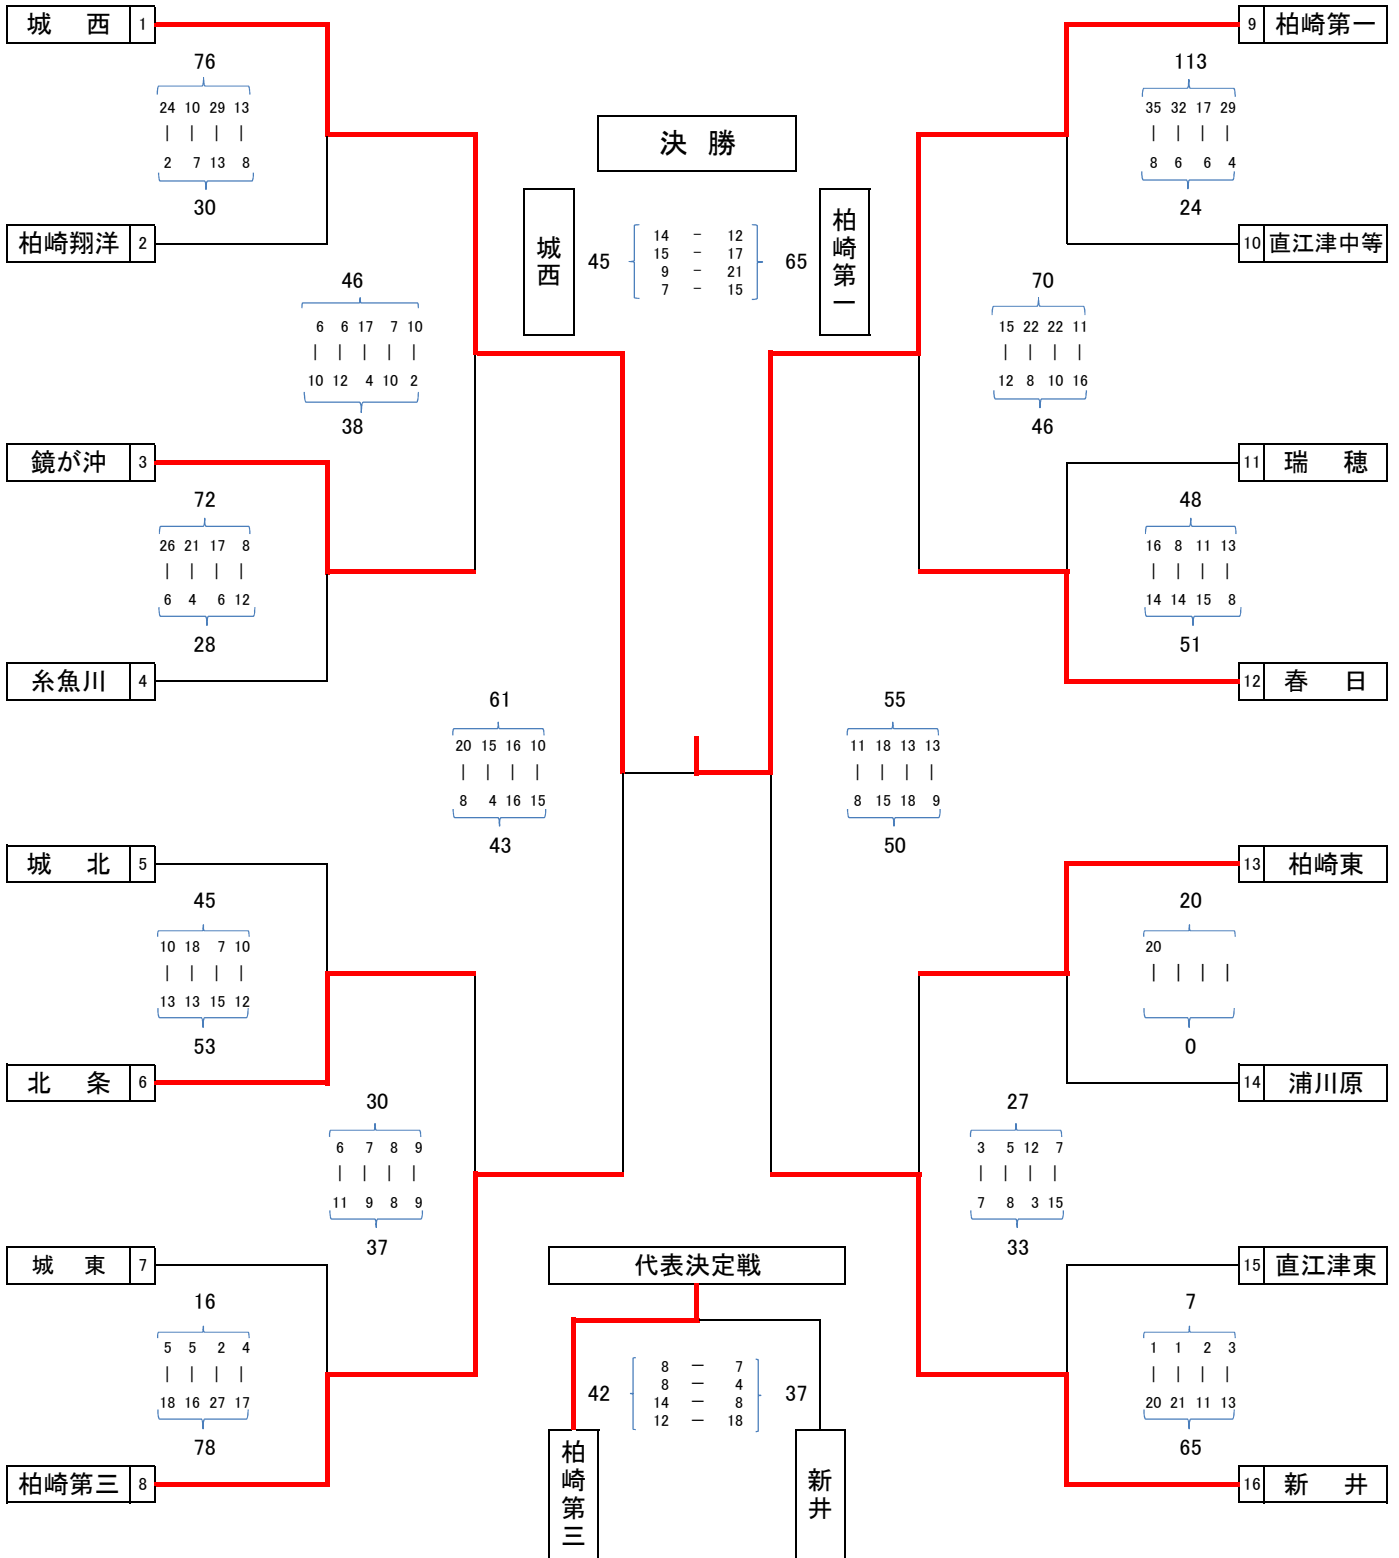 城 西 1
76
24 10 29 13
| | | |
2 7 13 8
30
柏崎翔洋 2
46
6 6 17 7 10
| | | | |
10 12 4 10 2
38
鏡が沖 3
72
26 21 17 8
| | | |
6 4 6 12
28
糸魚川 4
61
20 15 16 10
| | | |
8 4 16 15
43
城 北 5
45
10 18 7 10
| | | |
13 13 15 12
53
北 条 6
30
6 7 8 9
| | | |
11 9 8 9
37
城 東 7
16
5 5 2 4
| | | |
18 16 27 17
78
柏崎第三 8
決 勝
城西
45
14 - 12
15 - 17
9 - 21
7 - 15
65
柏崎第一
9 柏崎第一
113
35 32 17 29
| | | |
8 6 6 4
24
10 直江津中等
70
15 22 22 11
| | | |
12 8 10 16
46
11 瑞 穂
48
16 8 11 13
| | | |
14 14 15 8
51
12 春 日
55
11 18 13 13
| | | |
8 15 18 9
50
13 柏崎東
20
20
| | | |
0
14 浦川原
27
3 5 12 7
| | | |
7 8 3 15
33
15 直江津東
7
1 1 2 3
| | | |
20 21 11 13
65
16 新 井
代表決定戦
42
8 － 7
8 － 4
14 － 8
12 － 18
37
柏崎第三
新井